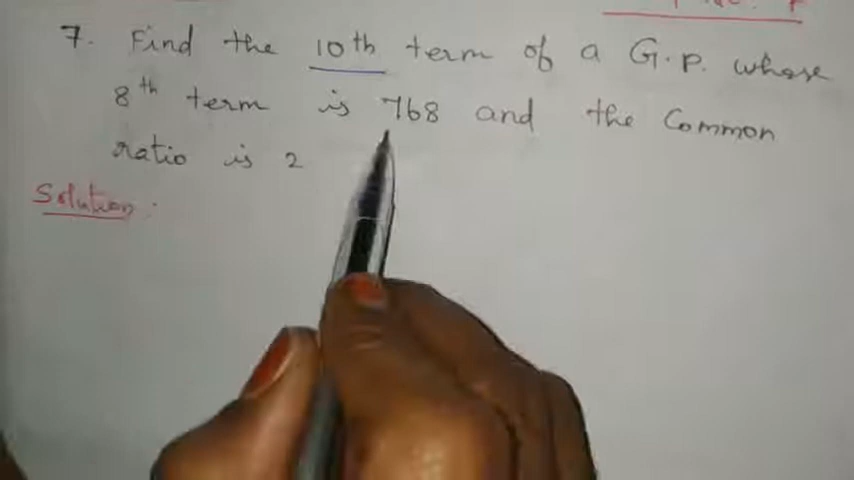 7. Find the 10th term of a G.P. whose
8th term is 768 and the Common
ratio is 2
Solution: